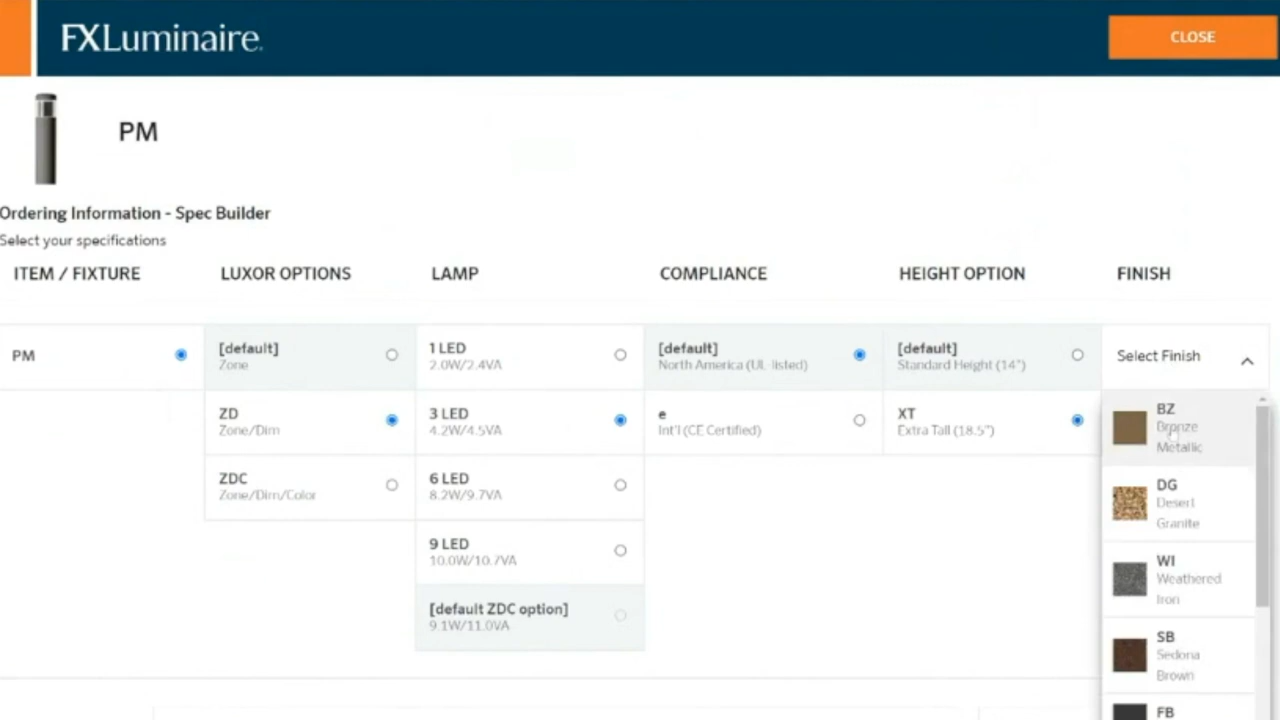 FXLuminaire.
CLOSE
PM
Ordering Information - Spec Builder
Select your specifications
ITEM / FIXTURE
LUXOR OPTIONS
LAMP
COMPLIANCE
HEIGHT OPTION
FINISH
PM
[default]
Zone
ZD
Zone/Dim
ZDC
Zone/Dim/Color
1 LED
2.0W/2.4VA
3 LED
4.2W/4.5VA
6 LED
8.2W/9.7VA
9 LED
10.0W/10.7VA
[default ZDC option]
9.1W/11.0VA
[default]
North America (UL listed)
e
Int'l (CE Certified)
[default]
Standard Height (14")
XT
Extra Tall (18.5")
Select Finish
BZ
Bronze
Metallic
DG
Desert
Granite
WI
Weathered
Iron
SB
Sedona
Brown
FB